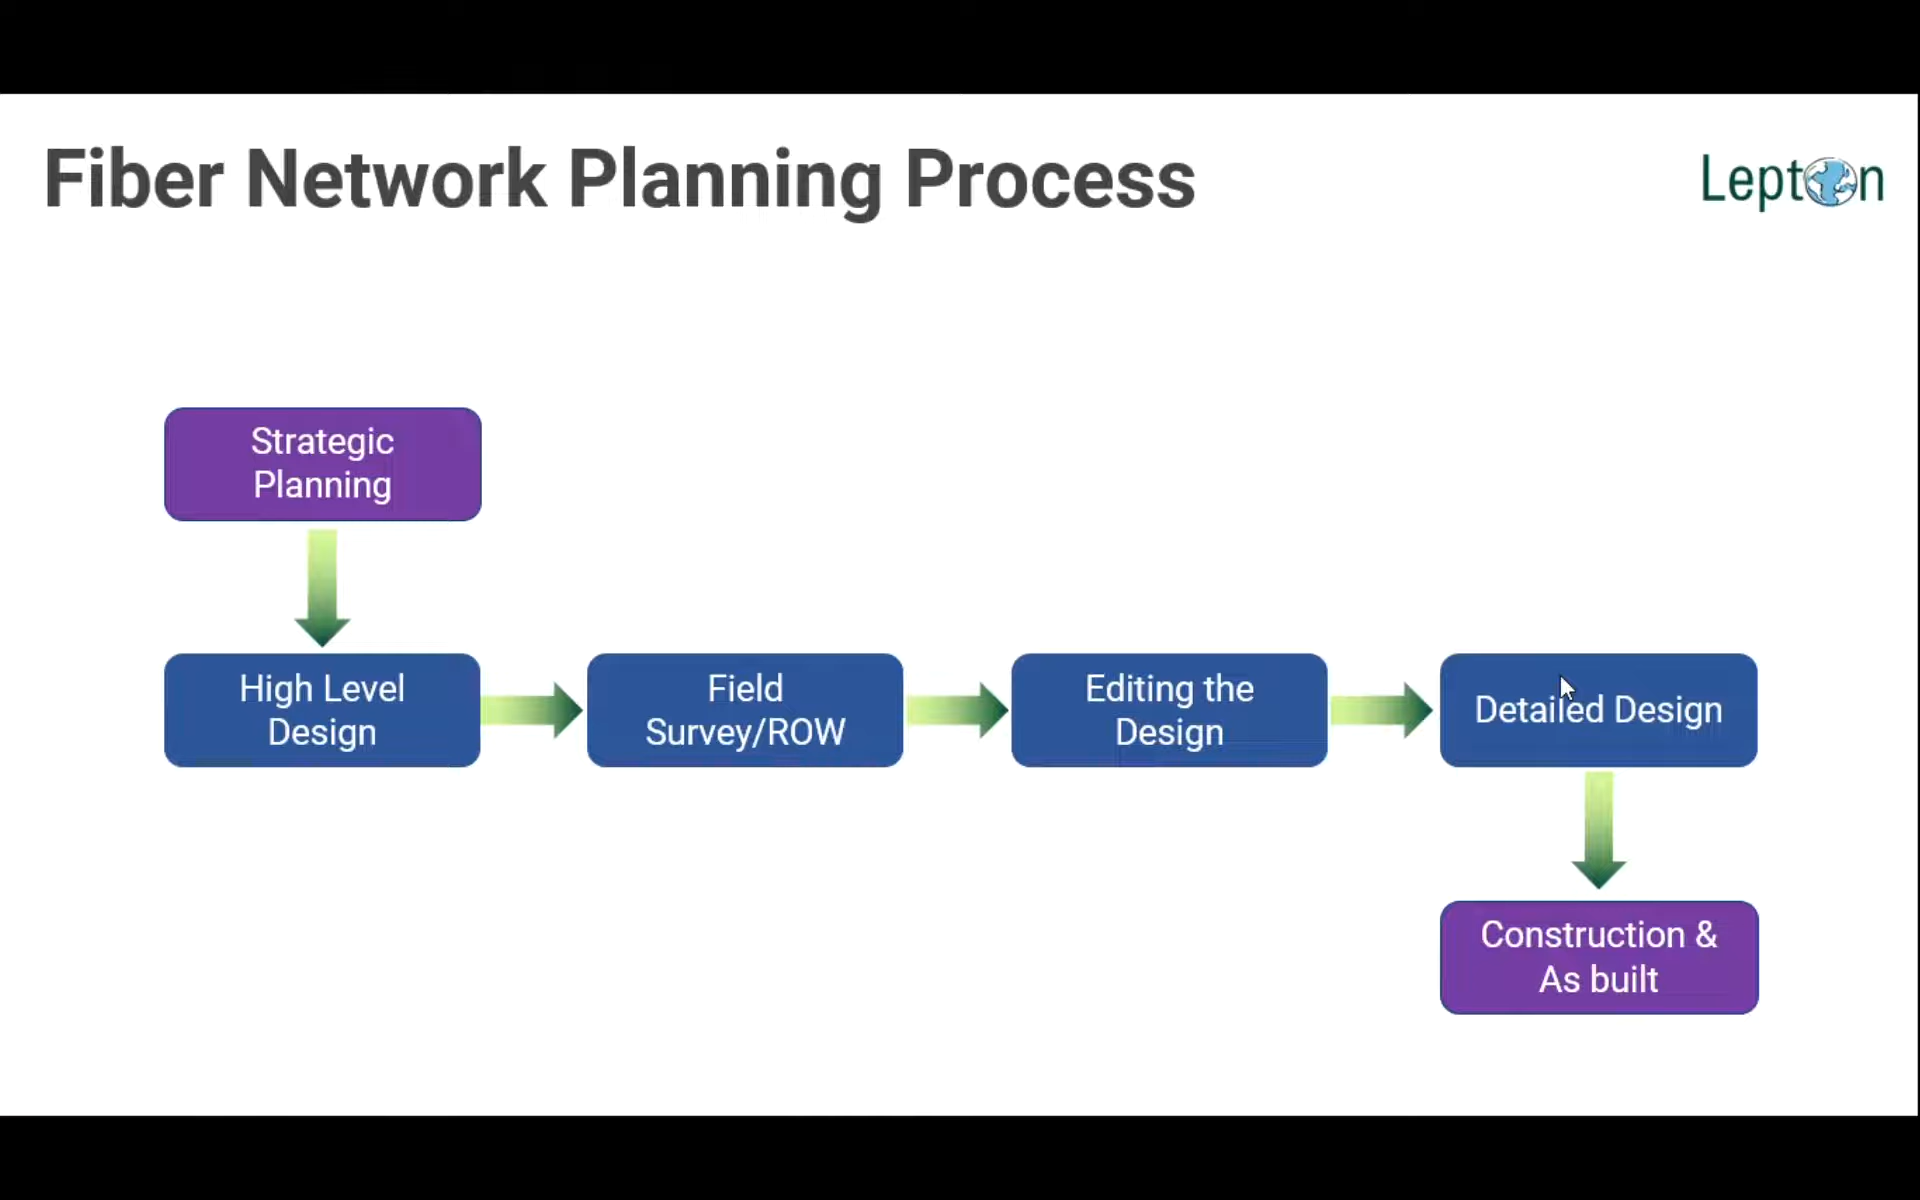 Fiber Network Planning Process
Lepton
Strategic
Planning
High Level
Design
Field
Survey/ROW
Editing the
Design
Detailed Design
Construction &
As built